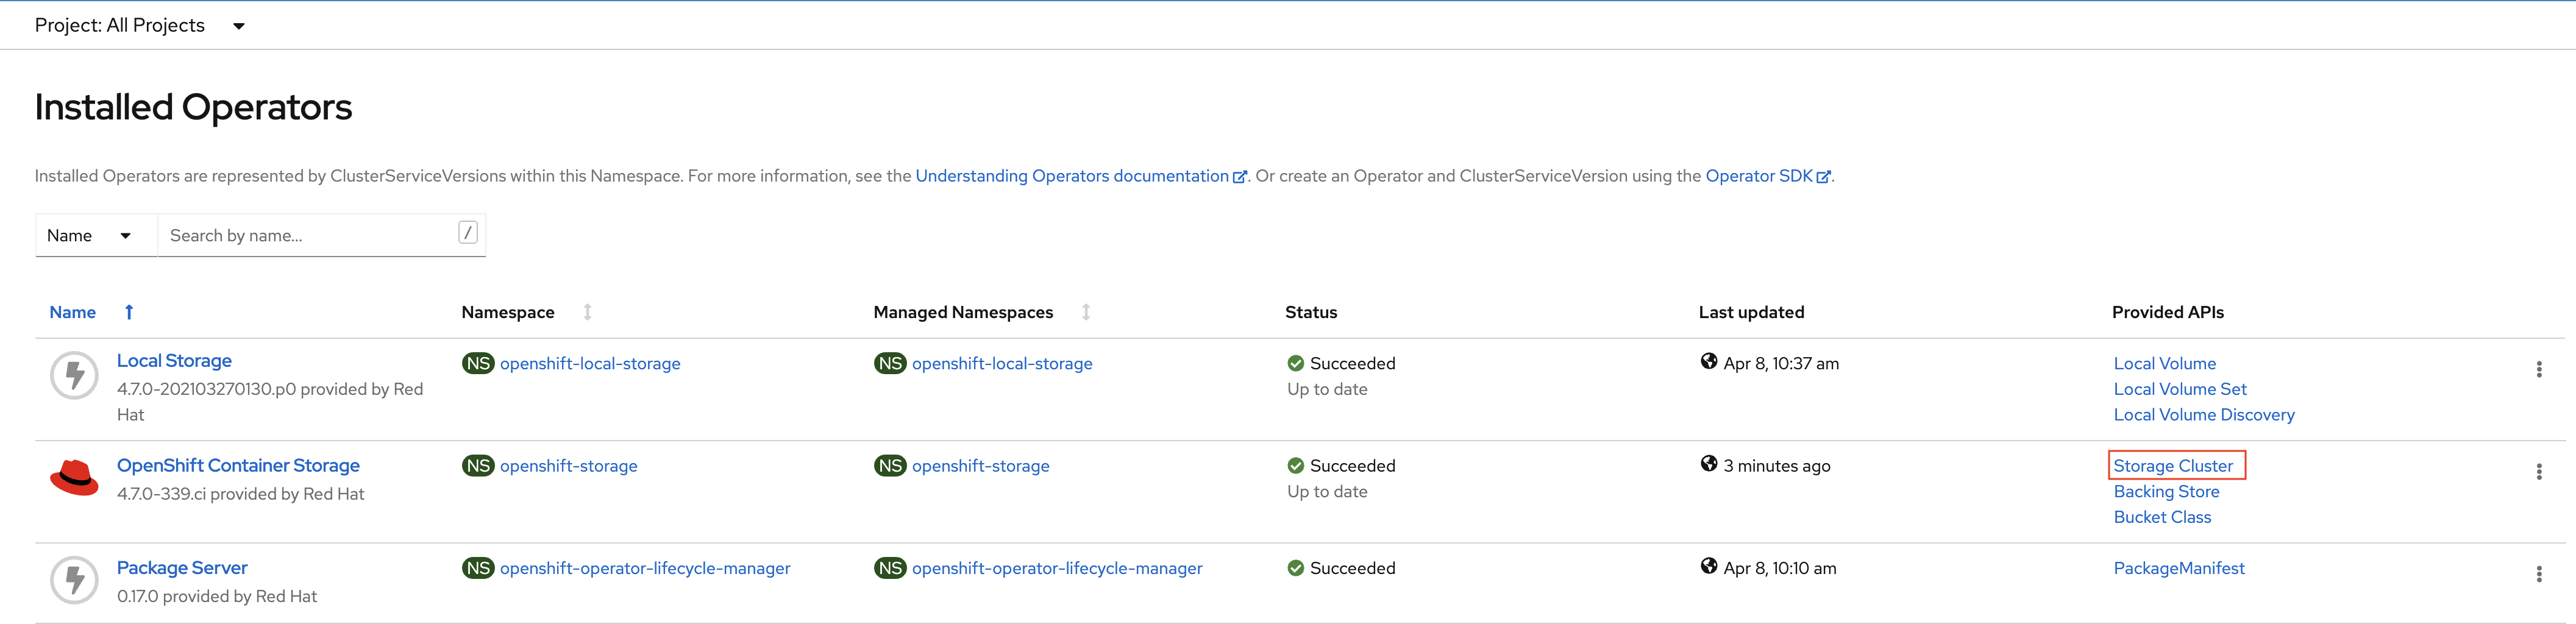 Project: All Projects
Installed Operators
Installed Operators are represented by ClusterServiceVersions within this Namespace. For more information, see the Understanding Operators documentation. Or create an Operator and ClusterServiceVersion using the Operator SDK.
Name Search by name... /
Name Namespace Managed Namespaces Status Last updated Provided APIs
Local Storage NS openshift-local-storage NS openshift-local-storage Succeeded Apr 8, 10:37 am Local Volume
4.7.0-202103270130.p0 provided by Red Up to date Local Volume Set
Hat Local Volume Discovery
OpenShift Container Storage NS openshift-storage NS openshift-storage Succeeded 3 minutes ago Storage Cluster
4.7.0-339.ci provided by Red Hat Up to date Backing Store
Bucket Class
Package Server NS openshift-operator-lifecycle-manager NS openshift-operator-lifecycle-manager Succeeded Apr 8, 10:10 am PackageManifest
0.17.0 provided by Red Hat